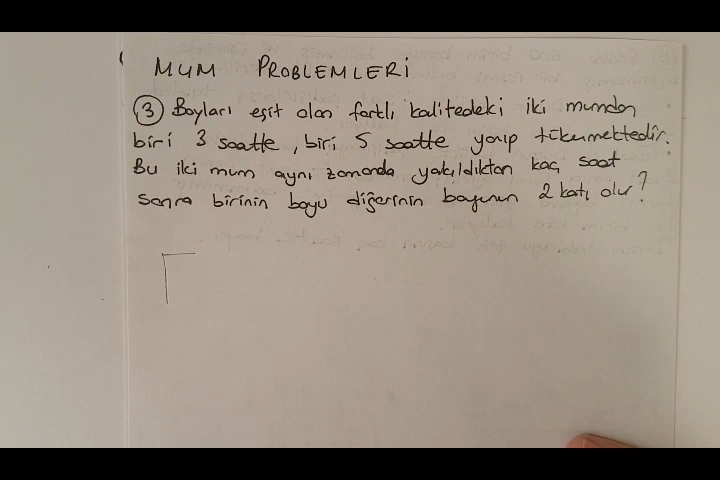 MUM PROBLEMLERİ
3 Boyları eşit olan farklı kalitedeki iki mumdan
biri 3 saatte, biri 5 saatte yanıp tükenmektedir.
Bu iki mum aynı zamanda yakıldıktan kaç saat
sonra birinin boyu diğerinin boyunun 2 katı olur?